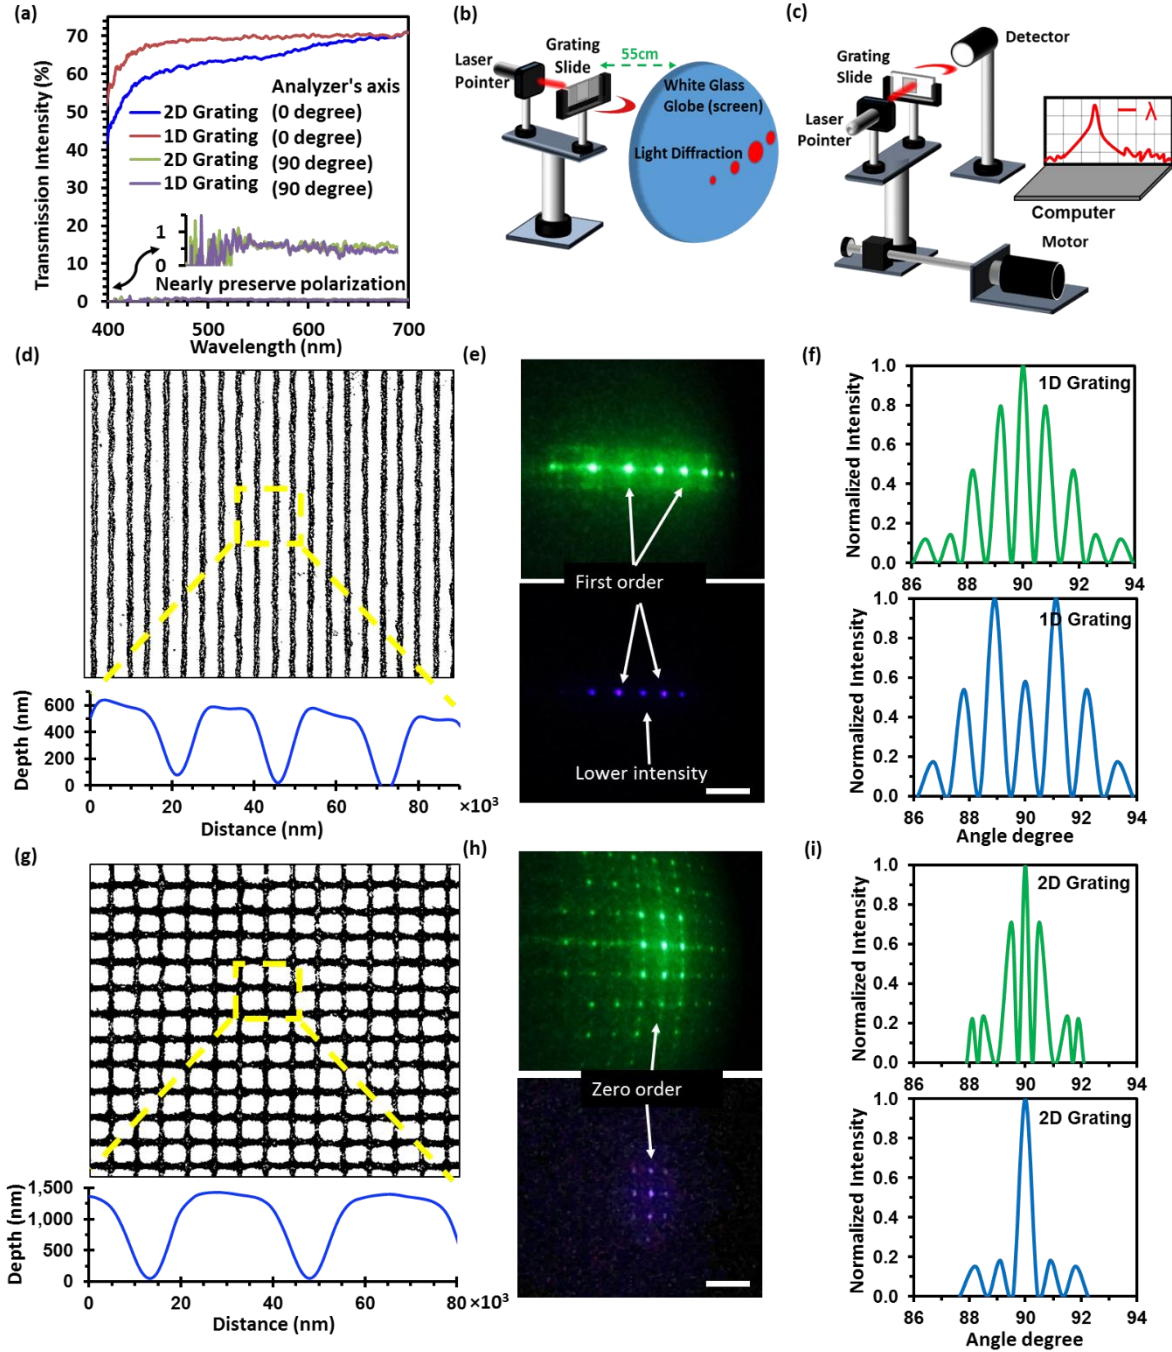 (a)
70
60
50
40
30
20
10
0
Transmission Intensity (%)
Analyzer's axis
2D Grating (0 degree)
1D Grating (0 degree)
2D Grating (90 degree)
1D Grating (90 degree)
1
0
Nearly preserve polarization
400 500 600 700
Wavelength (nm)
(b)
Laser
Pointer
Grating
Slide
55cm
White Glass
Globe (screen)
Light Diffraction
(c)
Grating
Slide
Detector
Laser
Pointer
λ
Computer
Motor
(d)
600
400
200
0
Depth (nm)
0 20 40 60 80 ×10³
Distance (nm)
(e)
First order
Lower intensity
(f)
1D Grating
1.0
0.8
0.6
0.4
0.2
0.0
Normalized Intensity
86 88 90 92 94
1D Grating
1.0
0.8
0.6
0.4
0.2
0.0
Normalized Intensity
86 88 90 92 94
Angle degree
(g)
1,500
1,000
500
0
Depth (nm)
0 20 40 60 80 ×10³
Distance (nm)
(h)
Zero order
(i)
2D Grating
1.0
0.8
0.6
0.4
0.2
0.0
Normalized Intensity
86 88 90 92 94
2D Grating
1.0
0.8
0.6
0.4
0.2
0.0
Normalized Intensity
86 88 90 92 94
Angle degree